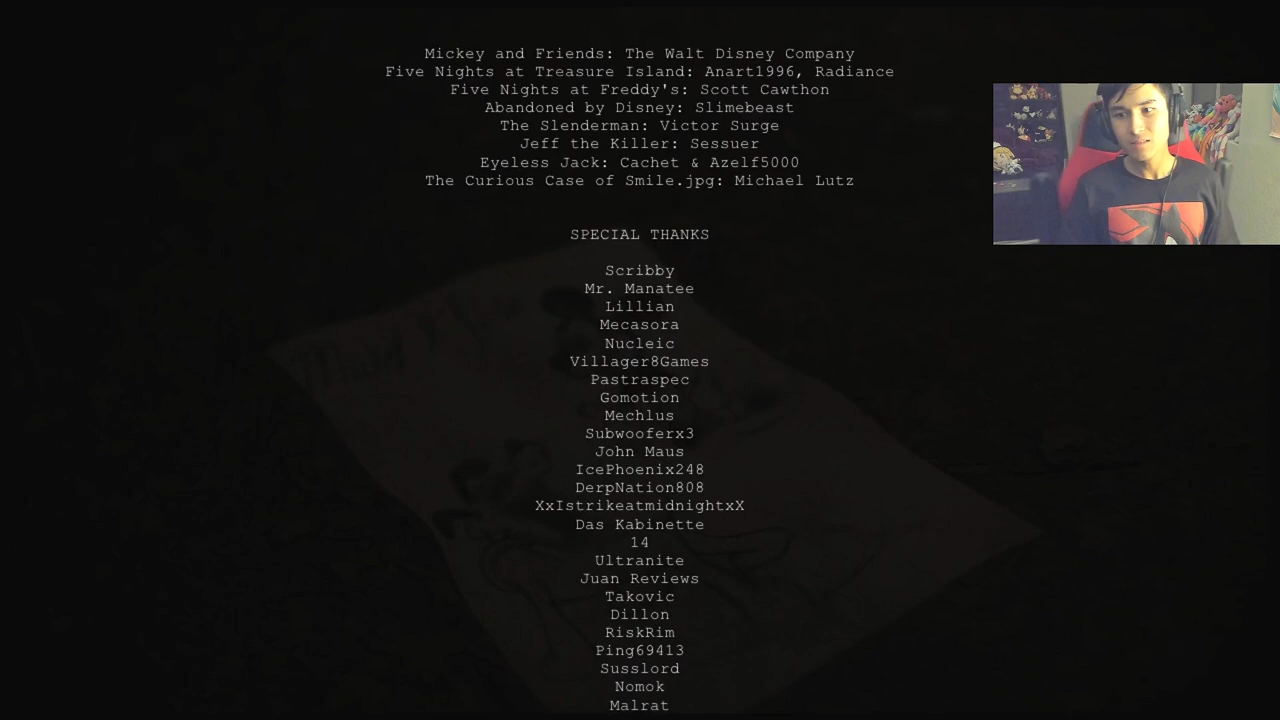 Mickey and Friends: The Walt Disney Company
Five Nights at Treasure Island: Anart1996, Radiance
Five Nights at Freddy's: Scott Cawthon
Abandoned by Disney: Slimebeast
The Slenderman: Victor Surge
Jeff the Killer: Sessuer
Eyeless Jack: Cachet & Azelf5000
The Curious Case of Smile.jpg: Michael Lutz
SPECIAL THANKS
Scribby
Mr. Manatee
Lillian
Mecasora
Nucleic
Villager8Games
Pastraspec
Gomotion
Mechlus
Subwooferx3
John Maus
IcePhoenix248
DerpNation808
XxIstrikeatmidnightxX
Das Kabinette
14
Ultranite
Juan Reviews
Takovic
Dillon
RiskRim
Ping69413
Susslord
Nomok
Malrat